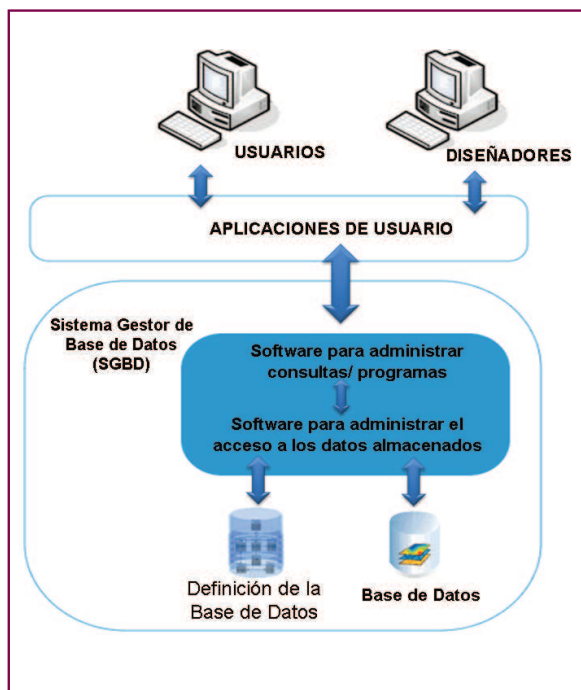 USUARIOS
DISEÑADORES
APLICACIONES DE USUARIO
Sistema Gestor de
Base de Datos
(SGBD)
Software para administrar
consultas/ programas
Software para administrar el
acceso a los datos almacenados
Definición de la
Base de Datos
Base de Datos